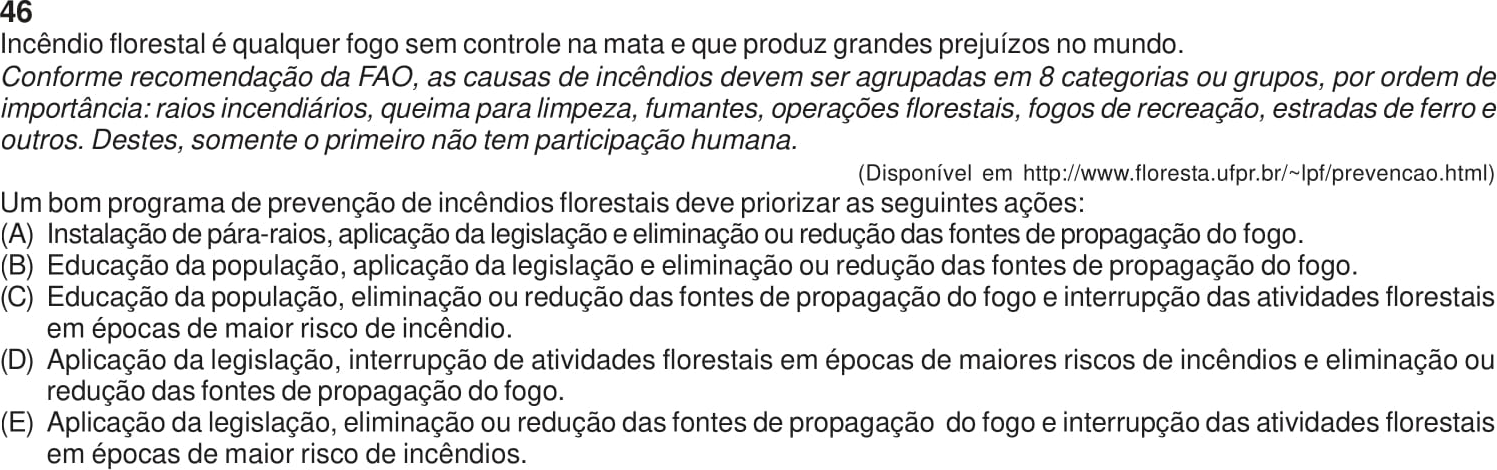 46
Incêndio florestal é qualquer fogo sem controle na mata e que produz grandes prejuízos no mundo.
Conforme recomendação da FAO, as causas de incêndios devem ser agrupadas em 8 categorias ou grupos, por ordem de
importância: raios incendiários, queima para limpeza, fumantes, operações florestais, fogos de recreação, estradas de ferro e
outros. Destes, somente o primeiro não tem participação humana.
(Disponível em http://www.floresta.ufpr.br/~lpf/prevencao.html)
Um bom programa de prevenção de incêndios florestais deve priorizar as seguintes ações:
(A) Instalação de pára-raios, aplicação da legislação e eliminação ou redução das fontes de propagação do fogo.
(B) Educação da população, aplicação da legislação e eliminação ou redução das fontes de propagação do fogo.
(C) Educação da população, eliminação ou redução das fontes de propagação do fogo e interrupção das atividades florestais
em épocas de maior risco de incêndio.
(D) Aplicação da legislação, interrupção de atividades florestais em épocas de maiores riscos de incêndios e eliminação ou
redução das fontes de propagação do fogo.
(E) Aplicação da legislação, eliminação ou redução das fontes de propagação do fogo e interrupção das atividades florestais
em épocas de maior risco de incêndios.